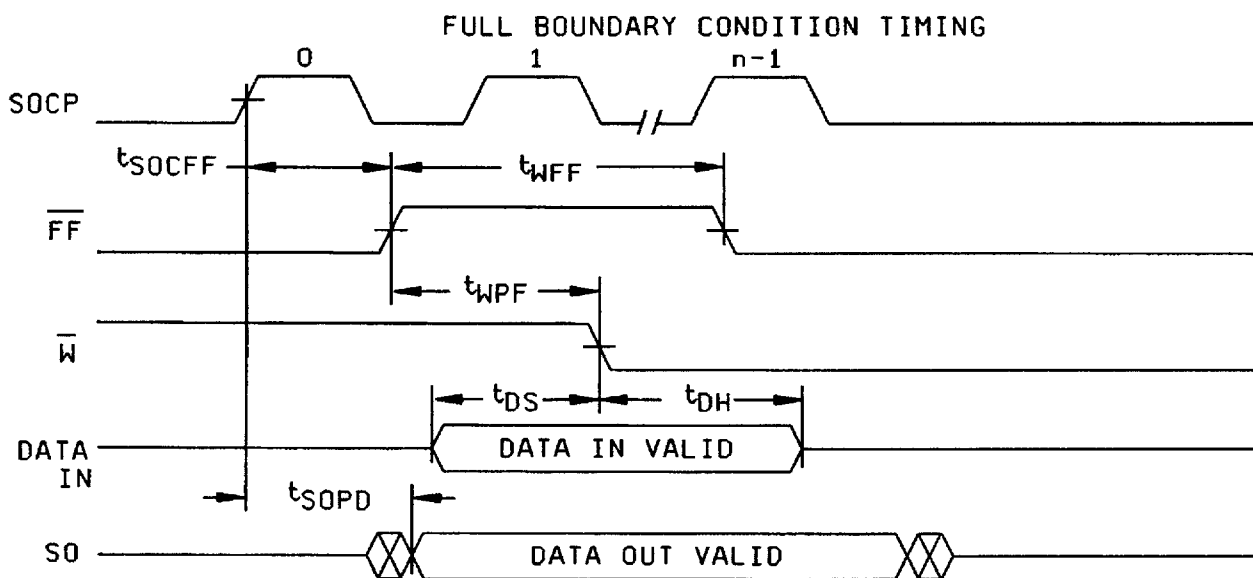 FULL BOUNDARY CONDITION TIMING
0 1 n-1
SOCP
tSOCFF tWFF
FF
tWPF
W
tDS tDH
DATA IN DATA IN VALID
tSOPD
SO DATA OUT VALID